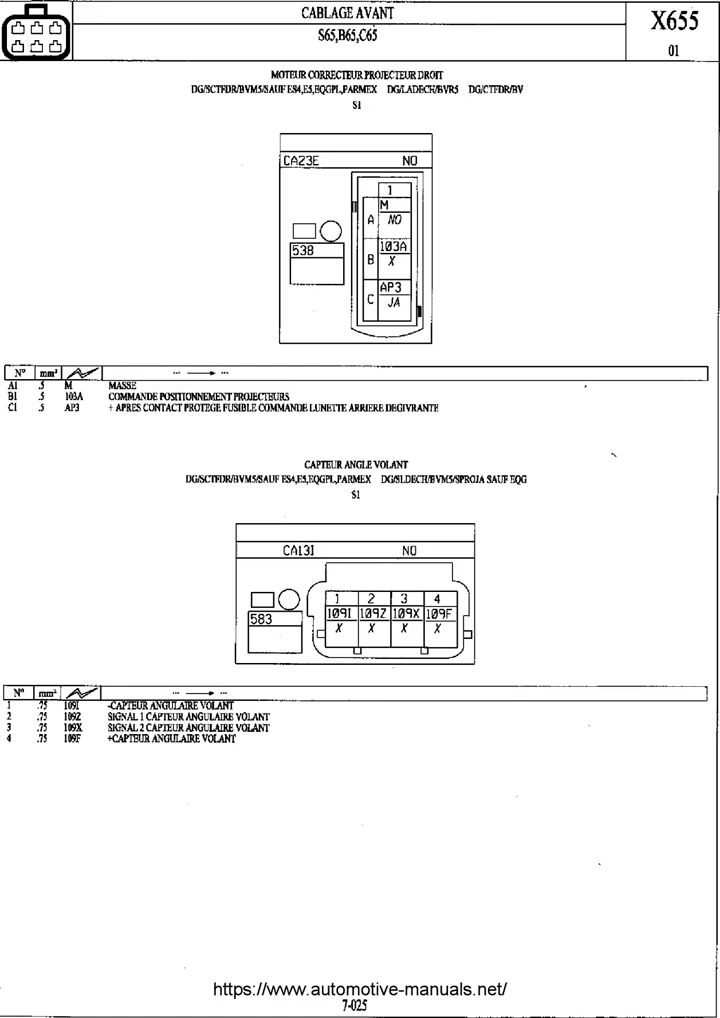 CABLAGE AVANT
S65,B65,C65
X655
01
MOTEUR CORRECTEUR PROJECTEUR DROIT
DG/SCTFDR/BVM5/SAUF ES4,E5,EQGPL,PARMEX DG/LADECH/BVR5 DG/CTFDR/BV
S1
CA23E NO
1
M
A NO
538
103A
B X
AP3
C JA
N° mm² ... ...
A1 .5 M MASSE
B1 .5 103A COMMANDE POSITIONNEMENT PROJECTEURS
C1 .5 AP3 + APRES CONTACT PROTEGE FUSIBLE COMMANDE LUNETTE ARRIERE DEGIVRANTE
CAPTEUR ANGLE VOLANT
DG/SCTFDR/BVM5/SAUF ES4,E5,EQGPL,PARMEX DG/SLDECH/BVM5/SPROJA SAUF EQG
S1
CA131 NO
1 2 3 4
583
109I 109Z 109X 109F
X X X X
N° mm² ... ...
1 .75 109I -CAPTEUR ANGULAIRE VOLANT
2 .75 109Z SIGNAL 1 CAPTEUR ANGULAIRE VOLANT
3 .75 109X SIGNAL 2 CAPTEUR ANGULAIRE VOLANT
4 .75 109F +CAPTEUR ANGULAIRE VOLANT
https://www.automotive-manuals.net/
7-025